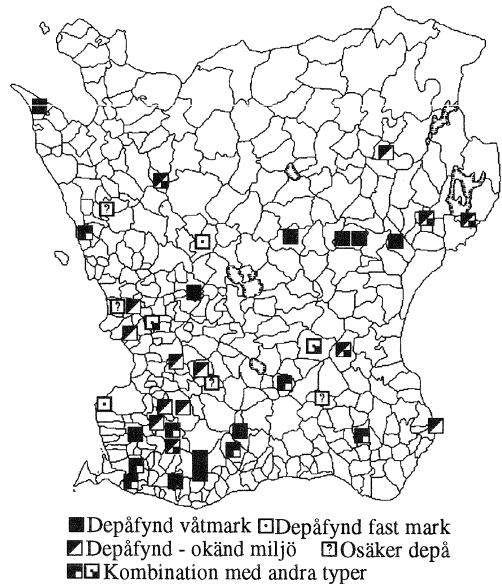 Depåfynd våtmark Depåfynd fast mark
Depåfynd - okänd miljö ? Osäker depå
Kombination med andra typer